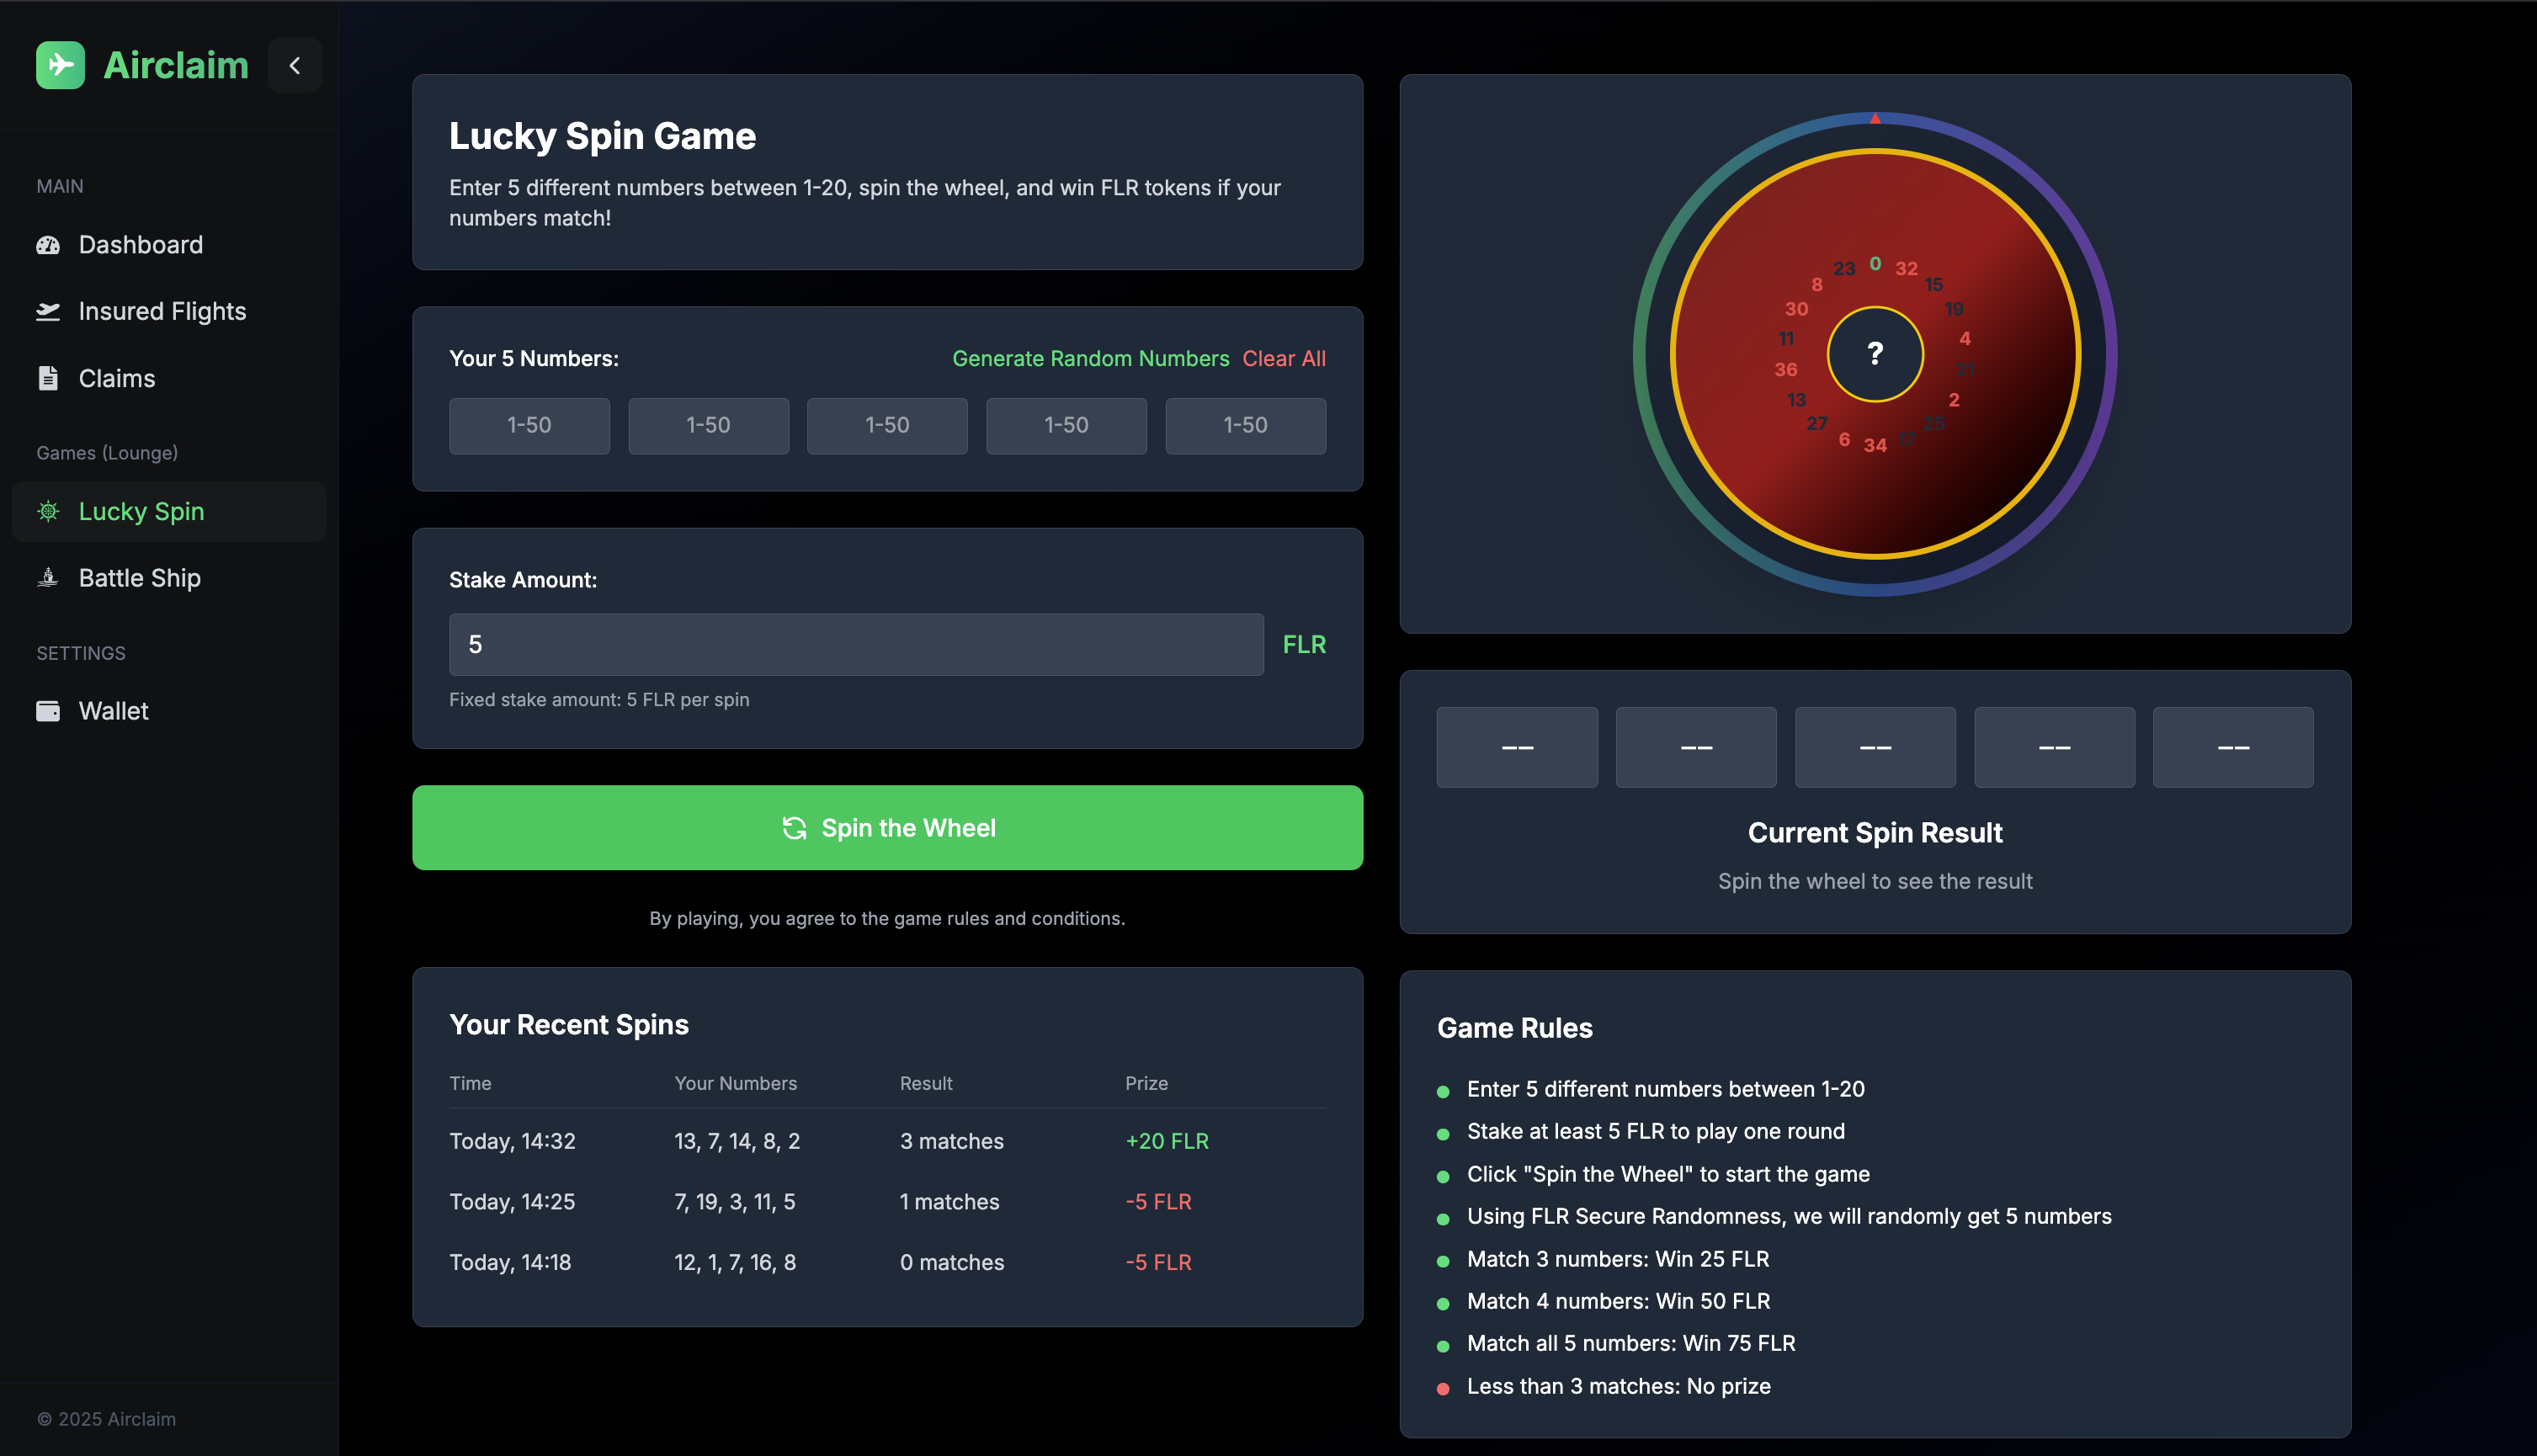 Airclaim
MAIN
Dashboard
Insured Flights
Claims
Games (Lounge)
Lucky Spin
Battle Ship
SETTINGS
Wallet
© 2025 Airclaim
Lucky Spin Game
Enter 5 different numbers between 1-20, spin the wheel, and win FLR tokens if your
numbers match!
Your 5 Numbers: Generate Random Numbers Clear All
1-50 1-50 1-50 1-50 1-50
Stake Amount:
5 FLR
Fixed stake amount: 5 FLR per spin
Spin the Wheel
By playing, you agree to the game rules and conditions.
Your Recent Spins
Time Your Numbers Result Prize
Today, 14:32 13, 7, 14, 8, 2 3 matches +20 FLR
Today, 14:25 7, 19, 3, 11, 5 1 matches -5 FLR
Today, 14:18 12, 1, 7, 16, 8 0 matches -5 FLR
0
32
15
19
4
21
2
25
17
34
6
27
13
36
11
30
8
23
?
–– –– –– –– ––
Current Spin Result
Spin the wheel to see the result
Game Rules
Enter 5 different numbers between 1-20
Stake at least 5 FLR to play one round
Click "Spin the Wheel" to start the game
Using FLR Secure Randomness, we will randomly get 5 numbers
Match 3 numbers: Win 25 FLR
Match 4 numbers: Win 50 FLR
Match all 5 numbers: Win 75 FLR
Less than 3 matches: No prize